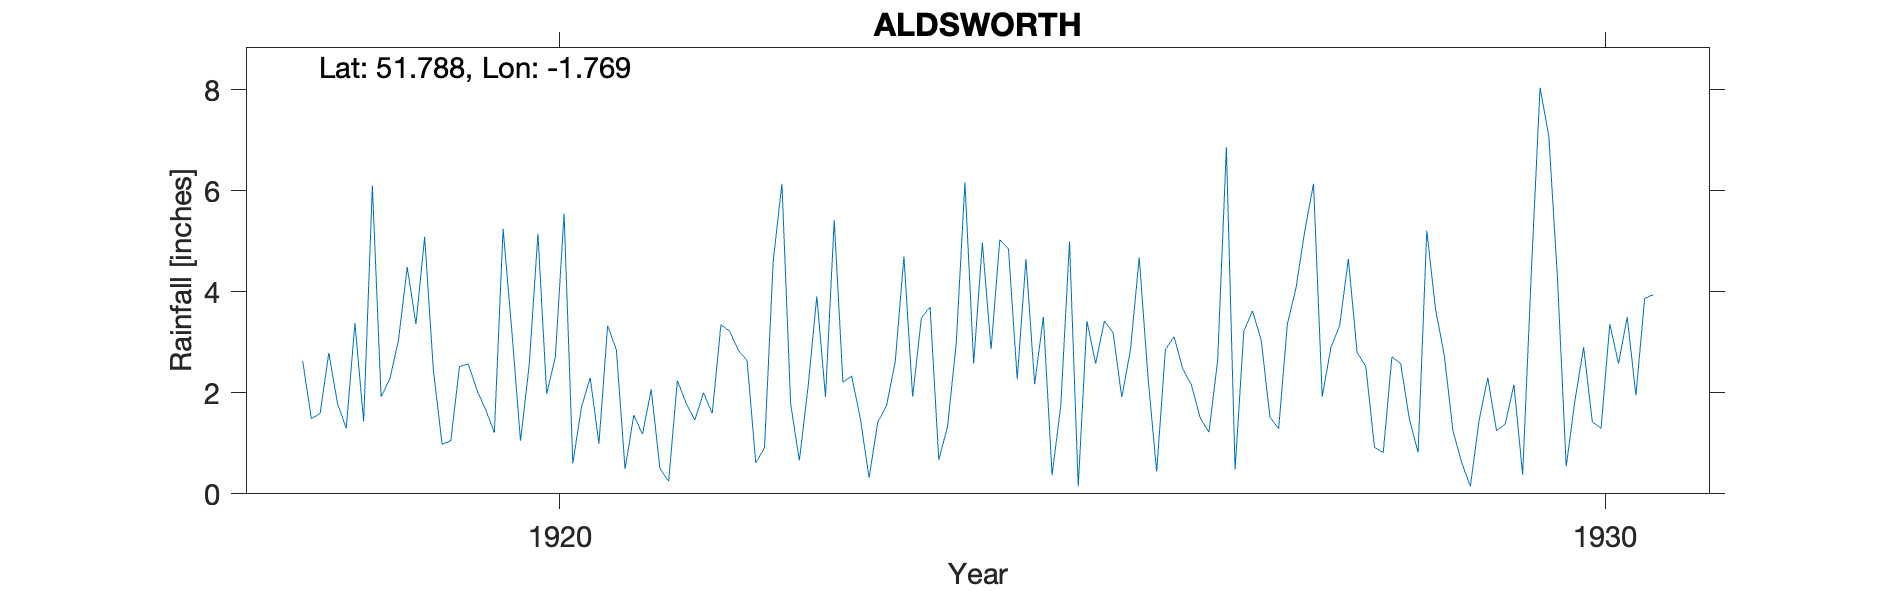 ALDSWORTH
Lat: 51.788, Lon: -1.769
8
6
4
2
0
Rainfall [inches]
1920
1930
Year